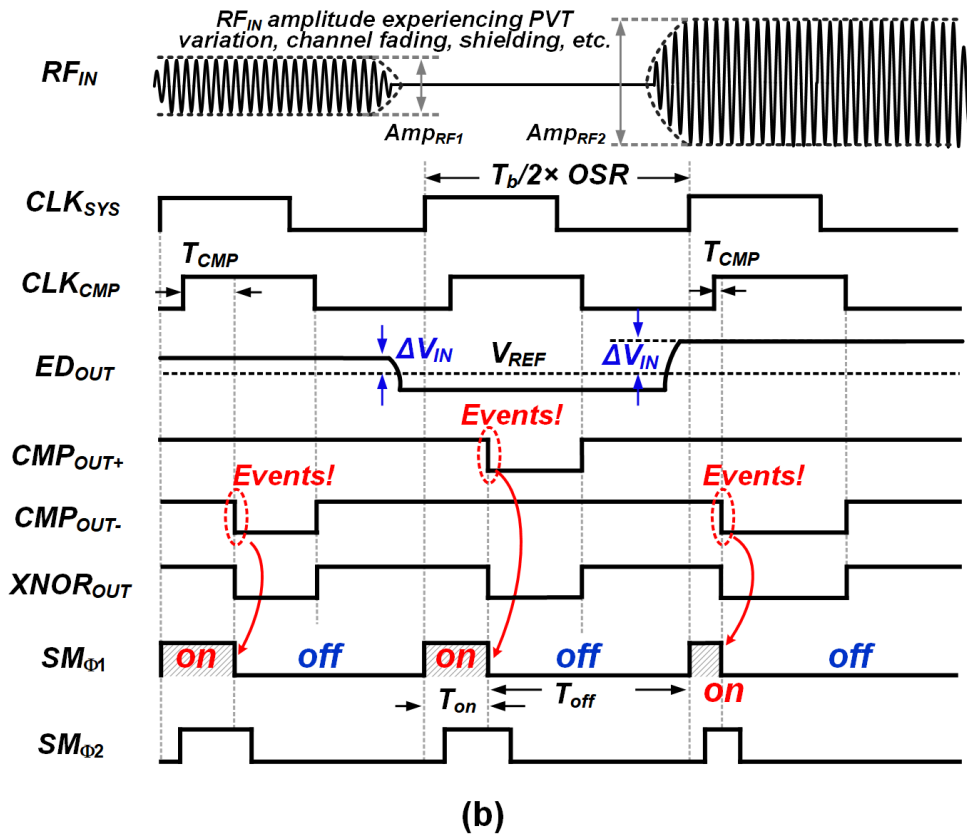 RF_IN amplitude experiencing PVT
variation, channel fading, shielding, etc.
RF_IN
Amp_RF1
Amp_RF2
T_b/2× OSR
CLK_SYS
T_CMP
T_CMP
CLK_CMP
ΔV_IN
V_REF
ΔV_IN
ED_OUT
Events!
CMP_OUT+
Events!
Events!
CMP_OUT-
XNOR_OUT
SM_Φ1
on
off
on
off
off
on
T_on
T_off
SM_Φ2
(b)